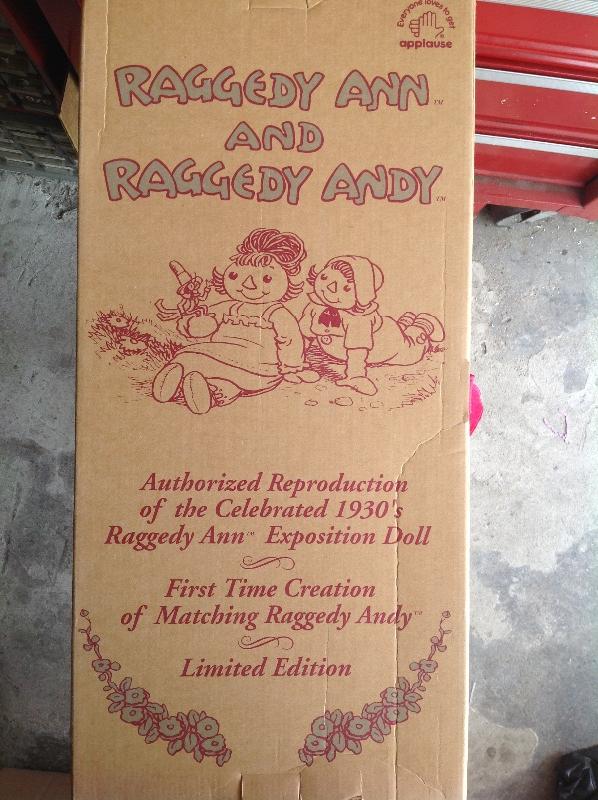 Everyone loves to get
applause
RAGGEDY ANN™
AND
RAGGEDY ANDY™
Authorized Reproduction
of the Celebrated 1930's
Raggedy Ann™ Exposition Doll
First Time Creation
of Matching Raggedy Andy™
Limited Edition